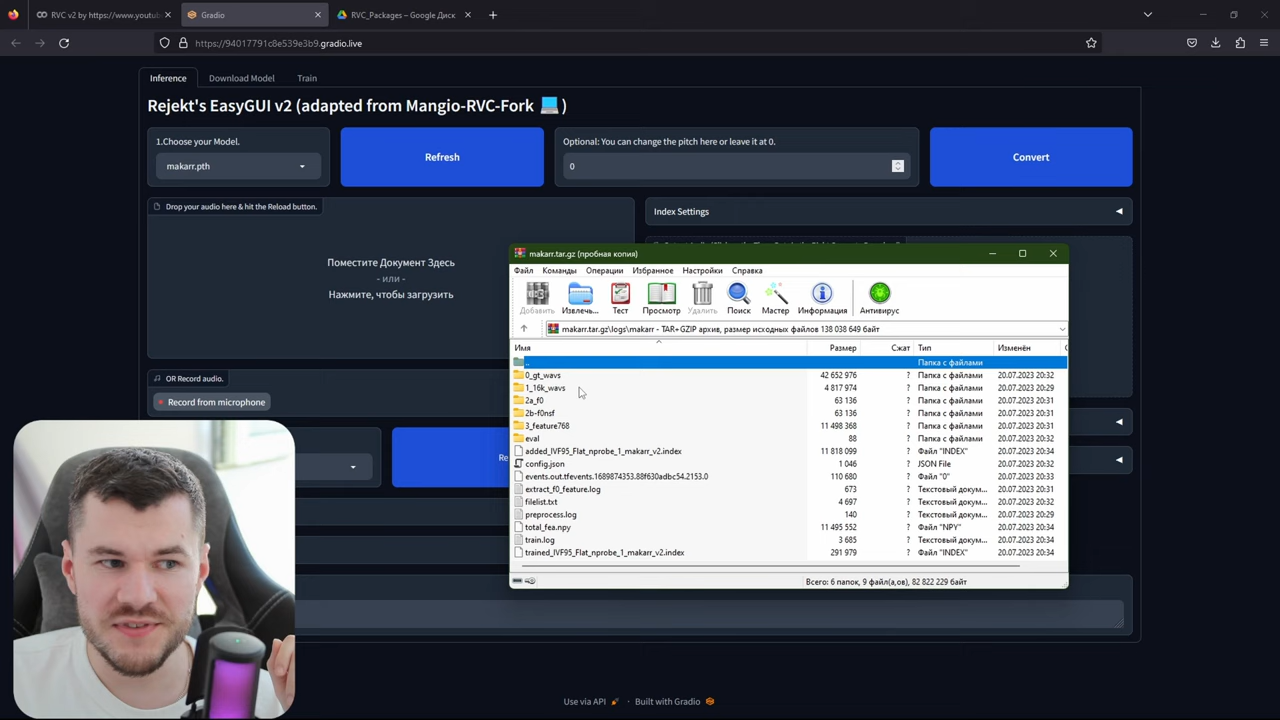 RVC v2 by https://www.yout
Gradio
RVC_Packages – Google Диск
https://94017791c8e539e3b9.gradio.live
Inference
Download Model
Train
Rejekt's EasyGUI v2 (adapted from Mangio-RVC-Fork 💻 )
1.Choose your Model.
makarr.pth
Refresh
Optional: You can change the pitch here or leave it at 0.
0
Convert
Drop your audio here & hit the Reload button.
Поместите Документ Здесь
- или -
Нажмите, чтобы загрузить
Index Settings
OR Record audio.
Record from microphone
Re
makarr.tar.gz (пробная копия)
Файл Команды Операции Избранное Настройки Справка
Добавить Извлечь... Тест Просмотр Удалить Поиск Мастер Информация Антивирус
makarr.tar.gz\logs\makarr - TAR+GZIP архив, размер исходных файлов 138 038 649 байт
Имя Размер Сжат Тип Изменён
.. Папка с файлами
0_gt_wavs 42 652 976 ? Папка с файлами 20.07.2023 20:32
1_16k_wavs 4 817 974 ? Папка с файлами 20.07.2023 20:29
2a_f0 63 136 ? Папка с файлами 20.07.2023 20:31
2b-f0nsf 63 136 ? Папка с файлами 20.07.2023 20:31
3_feature768 11 498 368 ? Папка с файлами 20.07.2023 20:31
eval 88 ? Папка с файлами 20.07.2023 20:32
added_IVF95_Flat_nprobe_1_makarr_v2.index 11 818 099 ? Файл "INDEX" 20.07.2023 20:34
config.json 1 046 ? JSON File 20.07.2023 20:32
events.out.tfevents.1689874353.88f630adbc54.2153.0 110 680 ? Файл "0" 20.07.2023 20:34
extract_f0_feature.log 673 ? Текстовый докум... 20.07.2023 20:31
filelist.txt 4 697 ? Текстовый докум... 20.07.2023 20:32
preprocess.log 140 ? Текстовый докум... 20.07.2023 20:29
total_fea.npy 11 495 552 ? Файл "NPY" 20.07.2023 20:34
train.log 3 685 ? Текстовый докум... 20.07.2023 20:34
trained_IVF95_Flat_nprobe_1_makarr_v2.index 291 979 ? Файл "INDEX" 20.07.2023 20:34
Всего: 6 папок, 9 файл(а,ов), 82 822 229 байт
Use via API
Built with Gradio